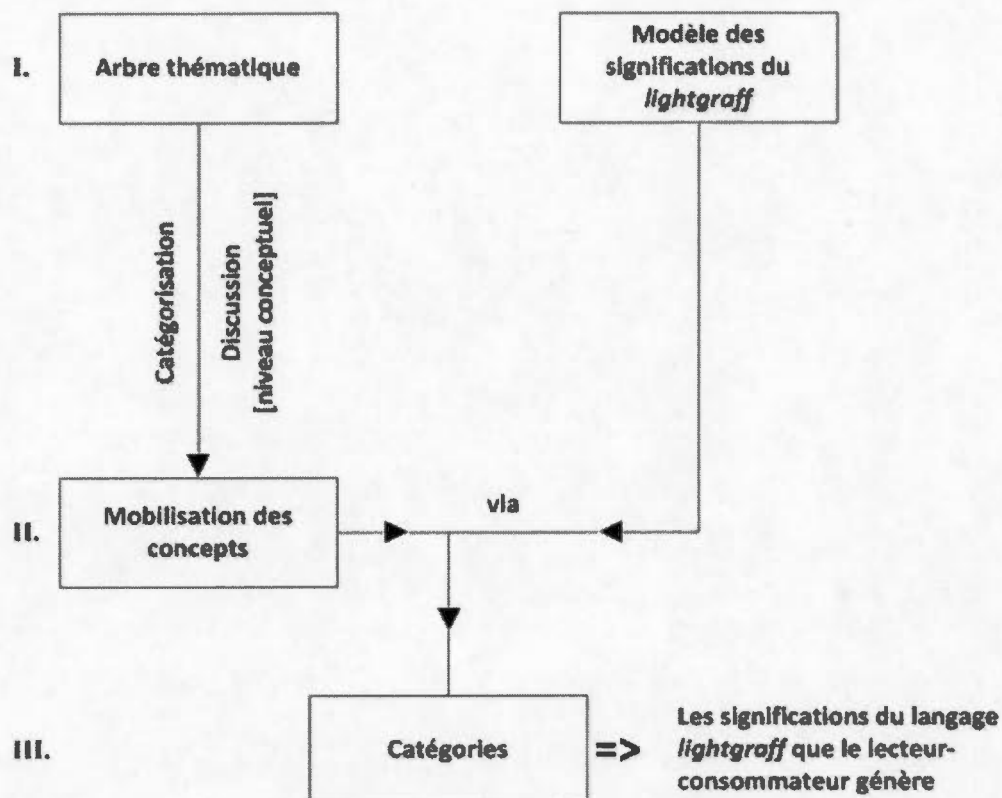 I.
Arbre thématique
Modèle des
significations du
lightgraff
Catégorisation
Discussion
[niveau conceptuel]
II.
Mobilisation des
concepts
via
III.
Catégories
=>
Les significations du langage
lightgraff que le lecteur-
consommateur génère